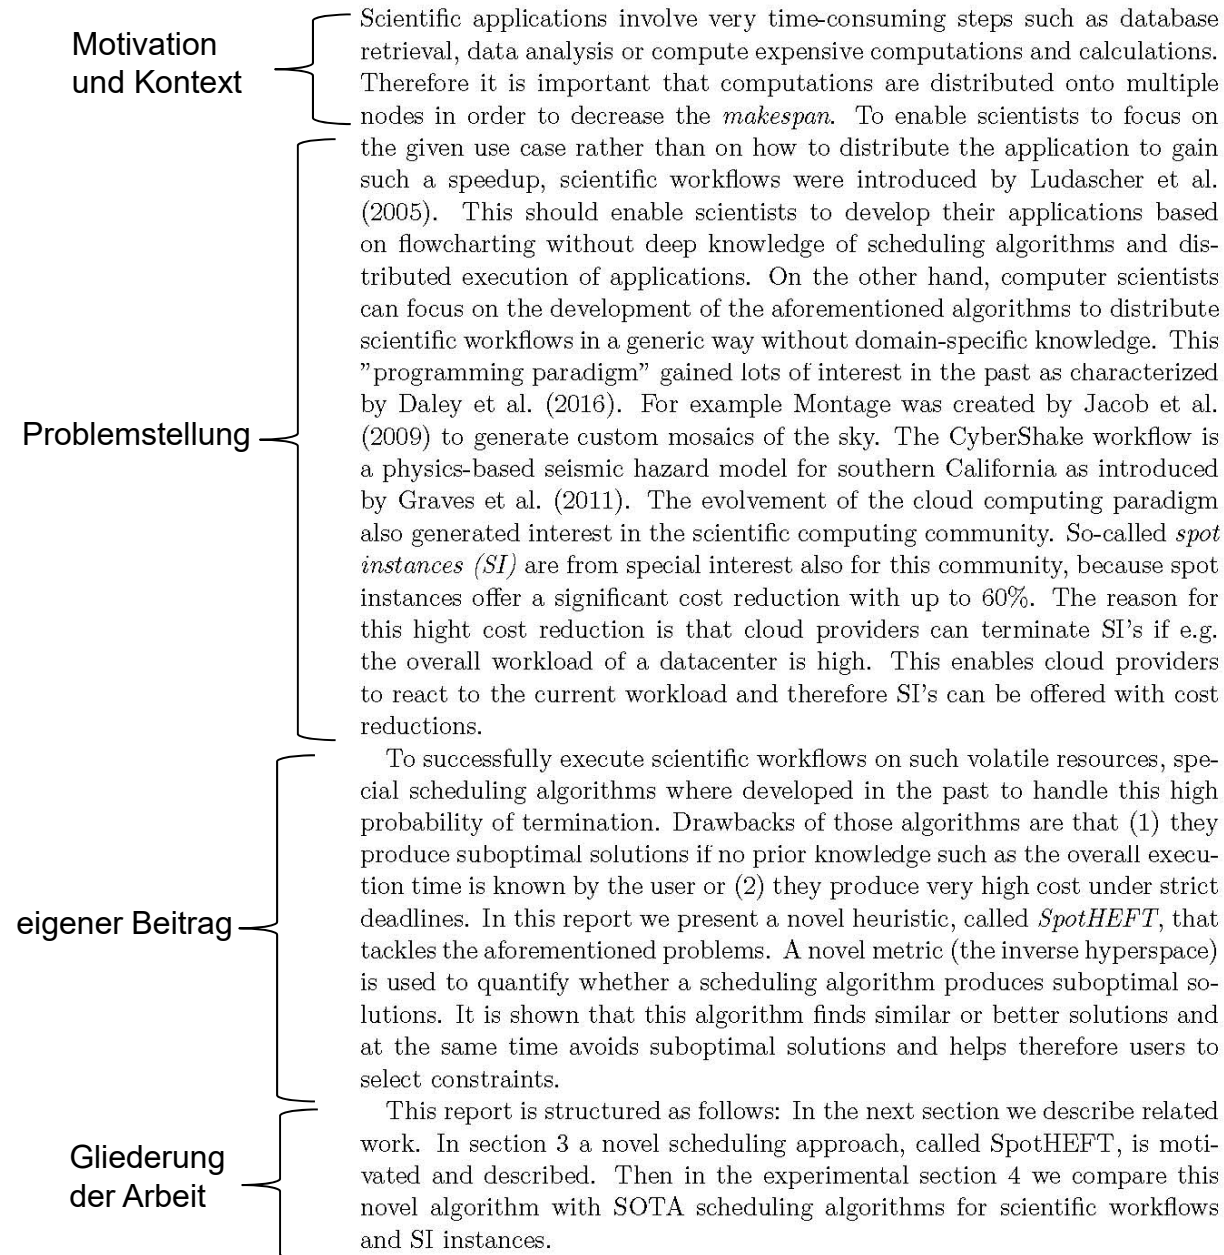 Motivation
und Kontext
Scientific applications involve very time-consuming steps such as database
retrieval, data analysis or compute expensive computations and calculations.
Therefore it is important that computations are distributed onto multiple
nodes in order to decrease the makespan. To enable scientists to focus on
Problemstellung
the given use case rather than on how to distribute the application to gain
such a speedup, scientific workflows were introduced by Ludascher et al.
(2005). This should enable scientists to develop their applications based
on flowcharting without deep knowledge of scheduling algorithms and dis-
tributed execution of applications. On the other hand, computer scientists
can focus on the development of the aforementioned algorithms to distribute
scientific workflows in a generic way without domain-specific knowledge. This
”programming paradigm” gained lots of interest in the past as characterized
by Daley et al. (2016). For example Montage was created by Jacob et al.
(2009) to generate custom mosaics of the sky. The CyberShake workflow is
a physics-based seismic hazard model for southern California as introduced
by Graves et al. (2011). The evolvement of the cloud computing paradigm
also generated interest in the scientific computing community. So-called spot
instances (SI) are from special interest also for this community, because spot
instances offer a significant cost reduction with up to 60%. The reason for
this hight cost reduction is that cloud providers can terminate SI's if e.g.
the overall workload of a datacenter is high. This enables cloud providers
to react to the current workload and therefore SI's can be offered with cost
reductions.
eigener Beitrag
To successfully execute scientific workflows on such volatile resources, spe-
cial scheduling algorithms where developed in the past to handle this high
probability of termination. Drawbacks of those algorithms are that (1) they
produce suboptimal solutions if no prior knowledge such as the overall execu-
tion time is known by the user or (2) they produce very high cost under strict
deadlines. In this report we present a novel heuristic, called SpotHEFT, that
tackles the aforementioned problems. A novel metric (the inverse hyperspace)
is used to quantify whether a scheduling algorithm produces suboptimal so-
lutions. It is shown that this algorithm finds similar or better solutions and
at the same time avoids suboptimal solutions and helps therefore users to
select constraints.
Gliederung
der Arbeit
This report is structured as follows: In the next section we describe related
work. In section 3 a novel scheduling approach, called SpotHEFT, is moti-
vated and described. Then in the experimental section 4 we compare this
novel algorithm with SOTA scheduling algorithms for scientific workflows
and SI instances.